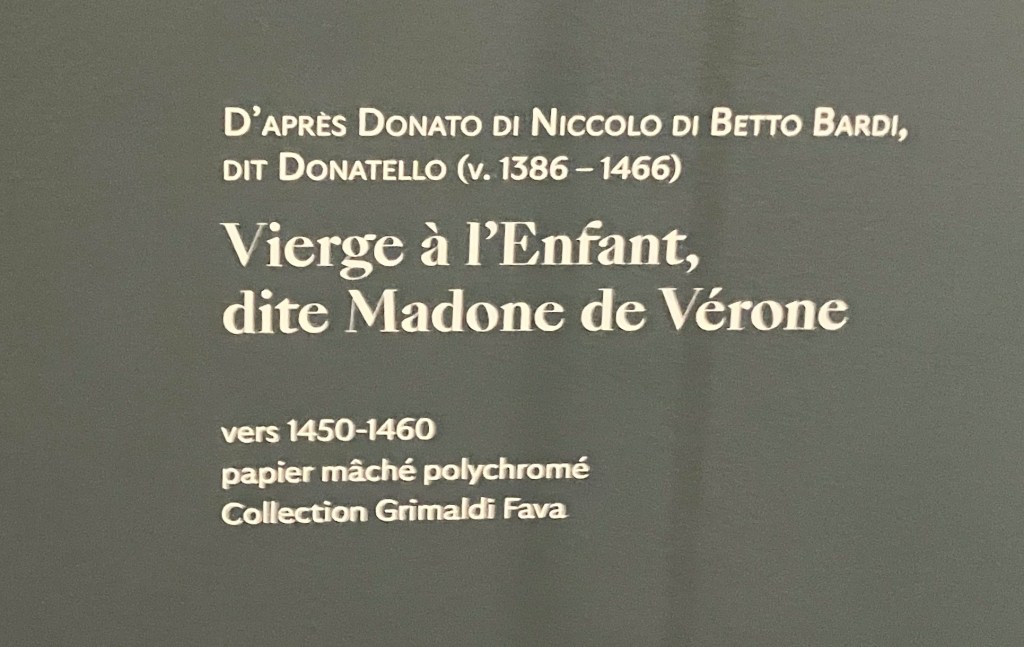 D'APRÈS DONATO DI NICCOLO DI BETTO BARDI,
DIT DONATELLO (v. 1386 – 1466)
Vierge à l'Enfant,
dite Madone de Vérone
vers 1450-1460
papier mâché polychromé
Collection Grimaldi Fava